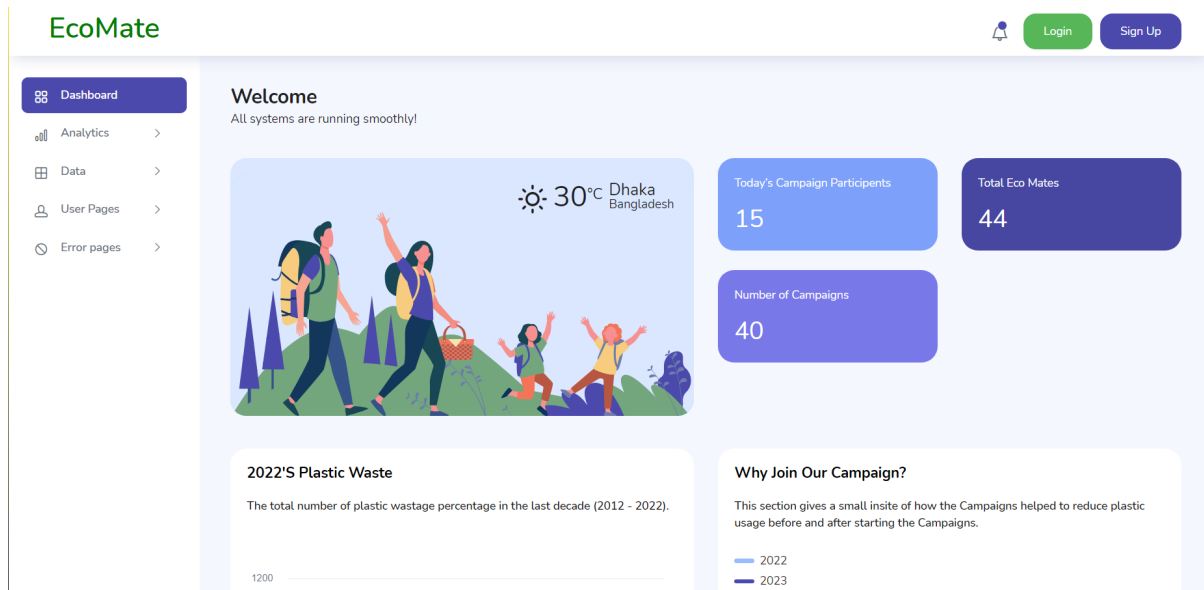 EcoMate
Login
Sign Up
Dashboard
Analytics
Data
User Pages
Error pages
Welcome
All systems are running smoothly!
30°C Dhaka
Bangladesh
Today's Campaign Participants
15
Total Eco Mates
44
Number of Campaigns
40
2022'S Plastic Waste
The total number of plastic wastage percentage in the last decade (2012 - 2022).
1200
Why Join Our Campaign?
This section gives a small insite of how the Campaigns helped to reduce plastic
usage before and after starting the Campaigns.
2022
2023